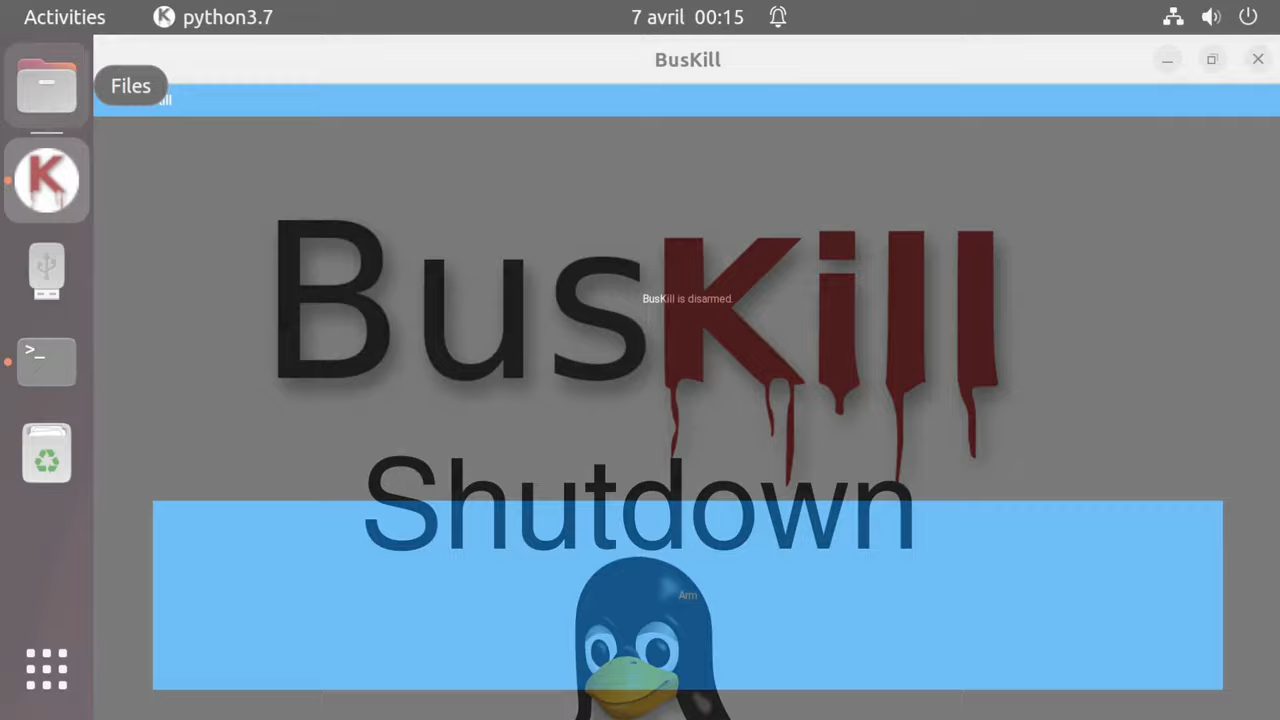 Activities python3.7 7 avril 00:15
BusKill
Files
BusKill
BusKill is disarmed.
Shutdown
Arm